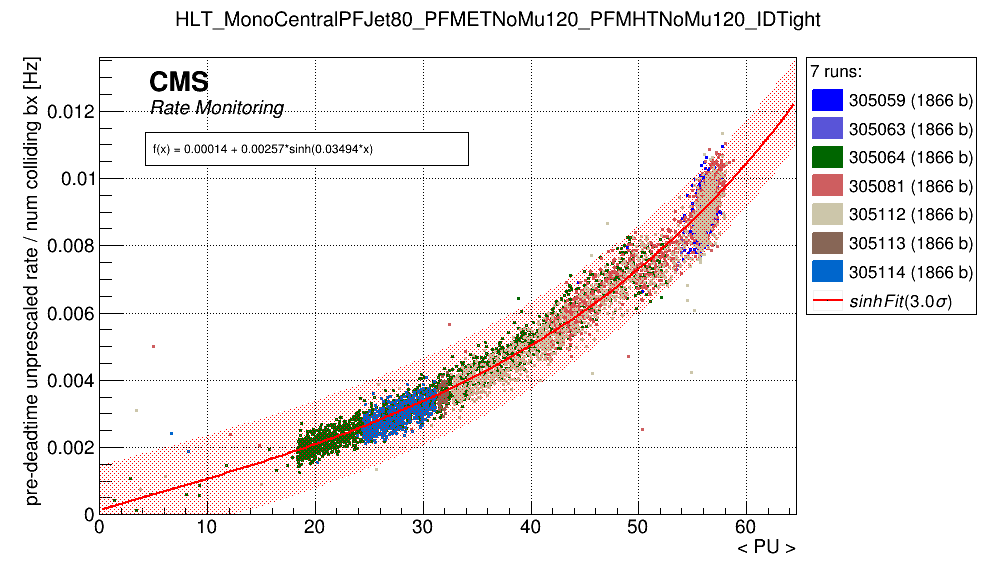 HLT_MonoCentralPFJet80_PFMETNoMu120_PFMHTNoMu120_IDTight
pre-deadtime unprescaled rate / num colliding bx [Hz]
CMS
Rate Monitoring
f(x) = 0.00014 + 0.00257*sinh(0.03494*x)
0.012
0.01
0.008
0.006
0.004
0.002
0
0 10 20 30 40 50 60
< PU >
7 runs:
305059 (1866 b)
305063 (1866 b)
305064 (1866 b)
305081 (1866 b)
305112 (1866 b)
305113 (1866 b)
305114 (1866 b)
sinhFit(3.0σ)